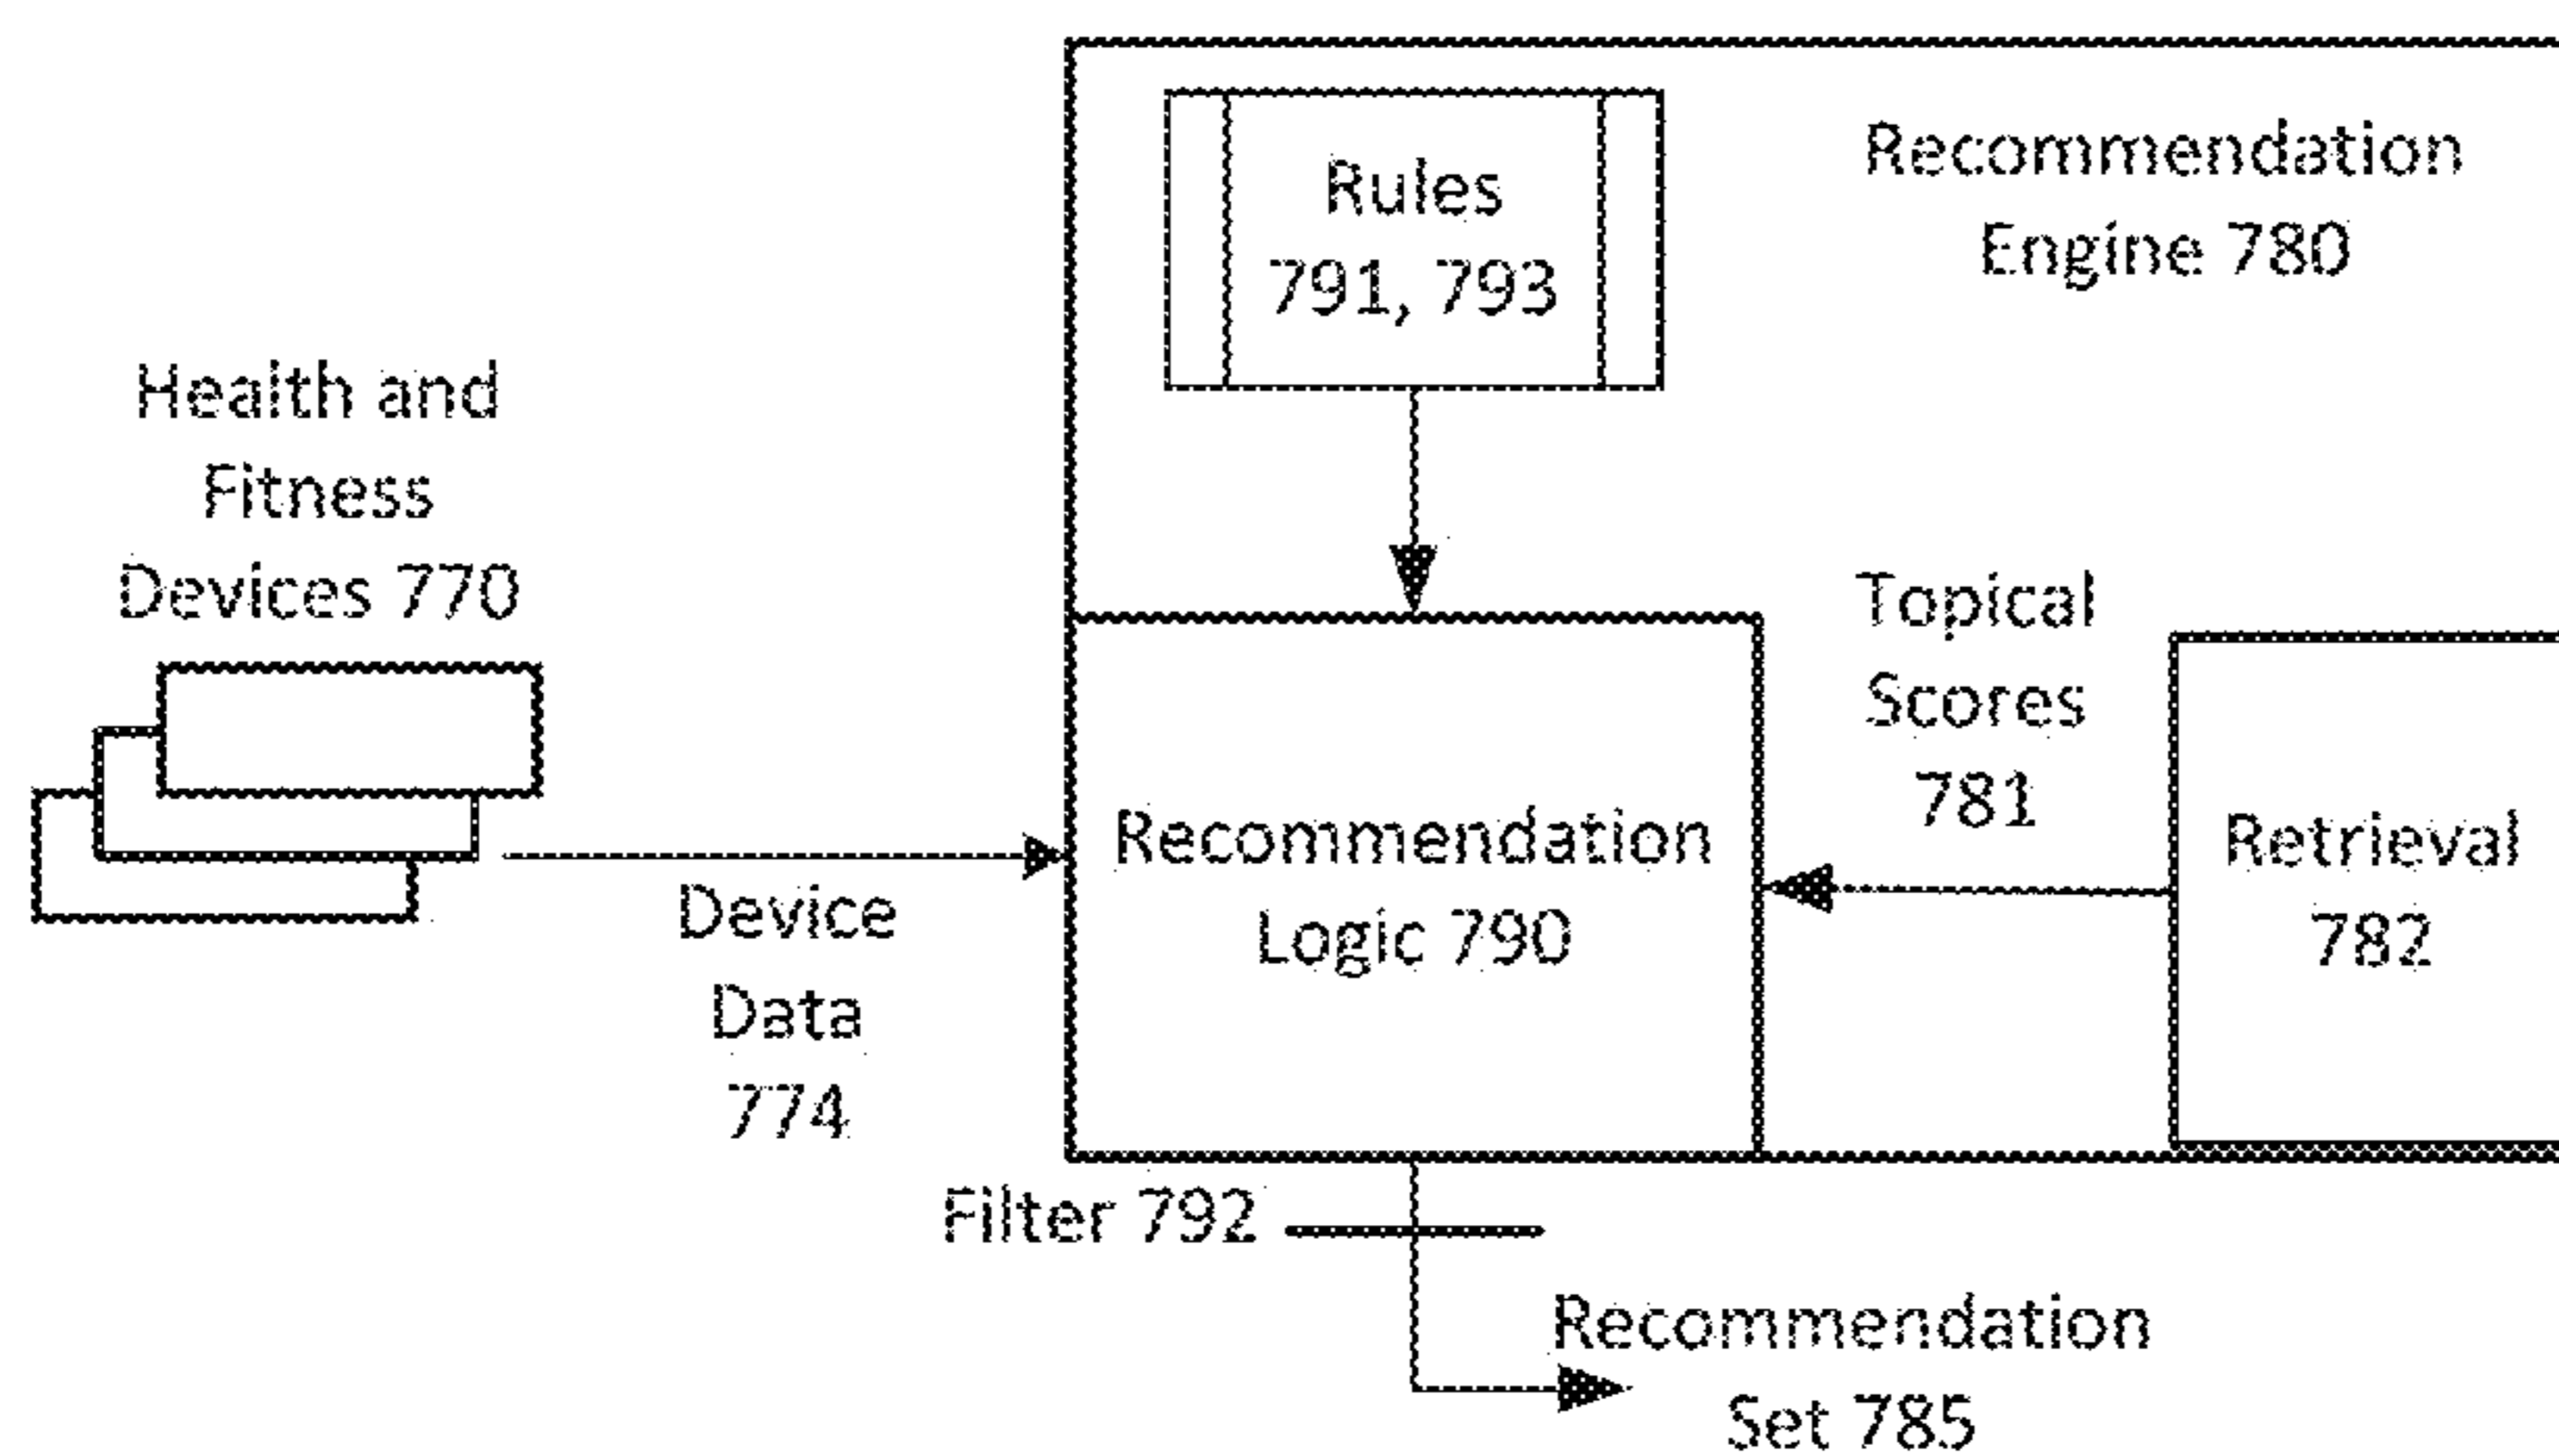 Rules
791, 793
Recommendation
Engine 780
Health and
Fitness
Devices 770
Topical
Scores
781
Recommendation
Logic 790
Retrieval
782
Device
Data
774
Filter 792
Recommendation
Set 785